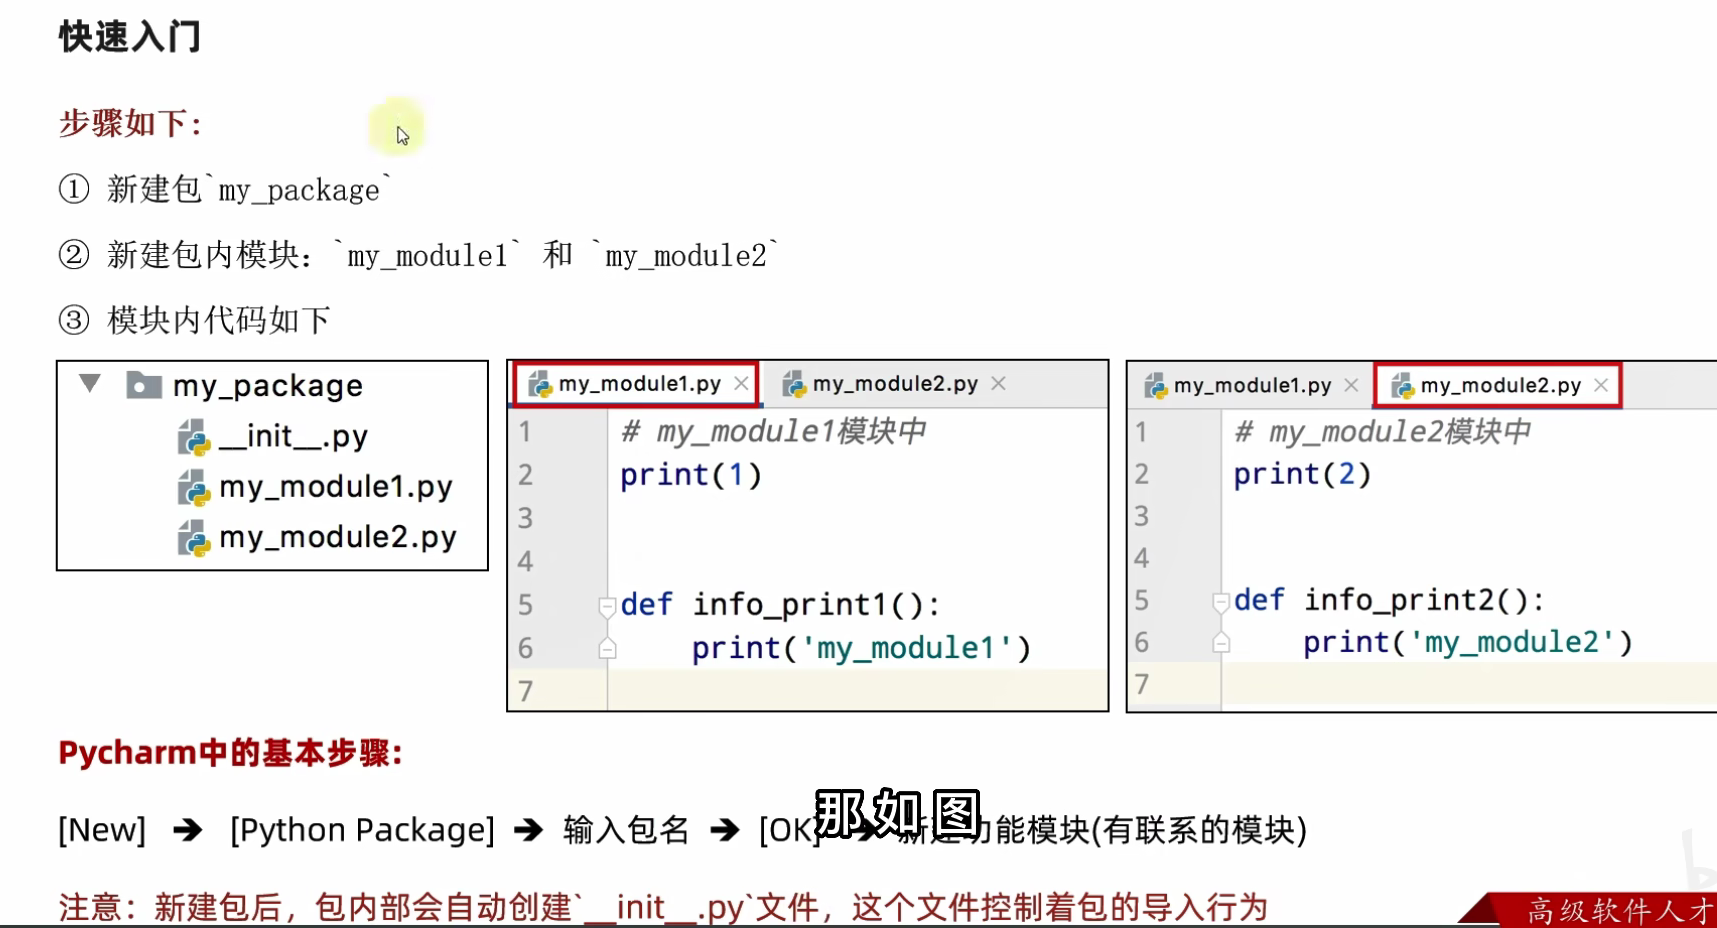 快速入门
步骤如下:
① 新建包`my_package`
② 新建包内模块: `my_module1` 和 `my_module2`
③ 模块内代码如下
my_package
__init__.py
my_module1.py
my_module2.py
my_module1.py × my_module2.py ×
1 # my_module1模块中
2 print(1)
3
4
5 def info_print1():
6 print('my_module1')
7
my_module1.py × my_module2.py ×
1 # my_module2模块中
2 print(2)
3
4
5 def info_print2():
6 print('my_module2')
7
Pycharm中的基本步骤:
[New] ➔ [Python Package] ➔ 输入包名 ➔ [OK] ➔ 新建功能模块(有联系的模块)
那如图
注意: 新建包后, 包内部会自动创建`__init__.py`文件, 这个文件控制着包的导入行为
高级软件人才